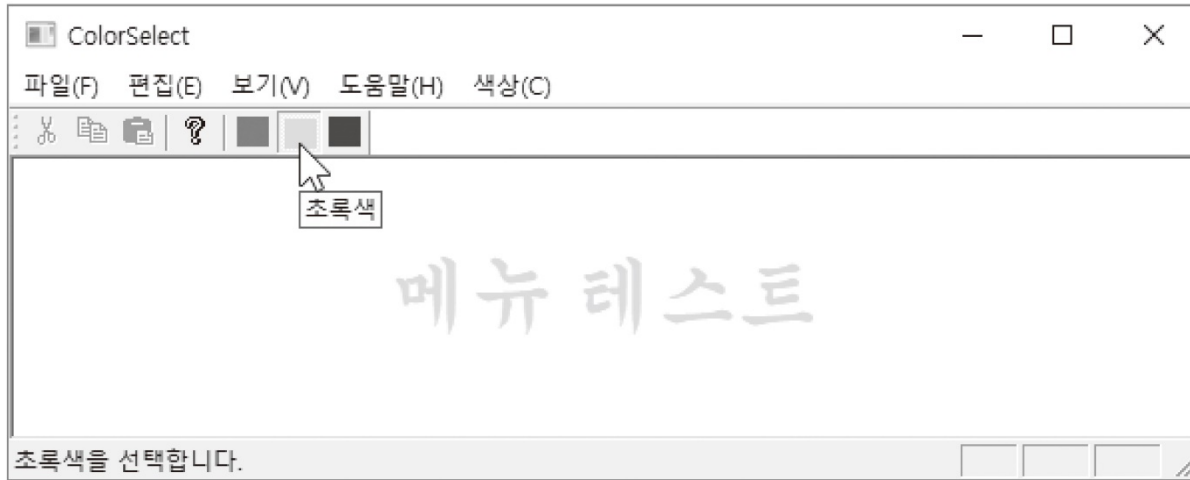 ColorSelect
파일(F) 편집(E) 보기(V) 도움말(H) 색상(C)
초록색
메뉴 테스트
초록색을 선택합니다.